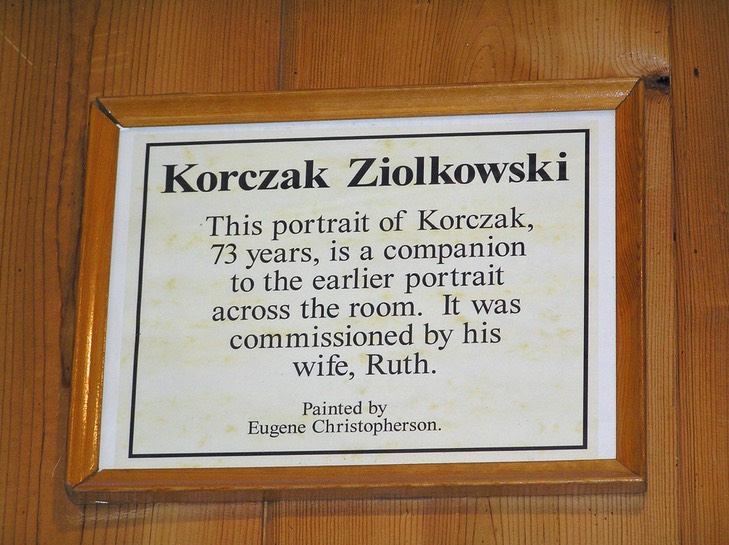 Korczak Ziolkowski
This portrait of Korczak,
73 years, is a companion
to the earlier portrait
across the room. It was
commissioned by his
wife, Ruth.
Painted by
Eugene Christopherson.